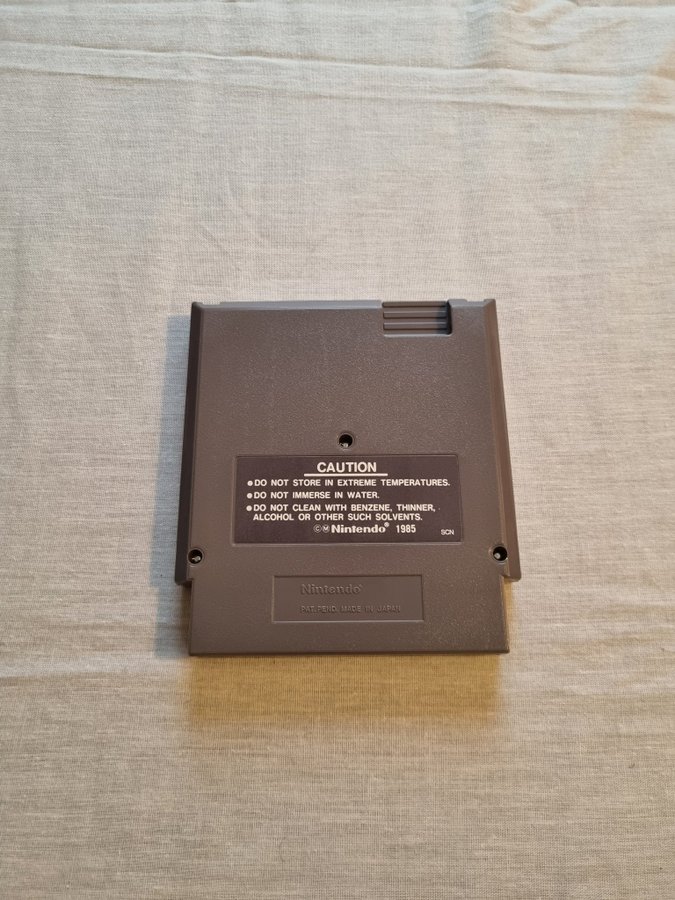 CAUTION
●DO NOT STORE IN EXTREME TEMPERATURES.
●DO NOT IMMERSE IN WATER.
●DO NOT CLEAN WITH BENZENE, THINNER,
ALCOHOL OR OTHER SUCH SOLVENTS.
©Ⓜ Nintendo® 1985
SCN
Nintendo®
PAT. PEND. MADE IN JAPAN